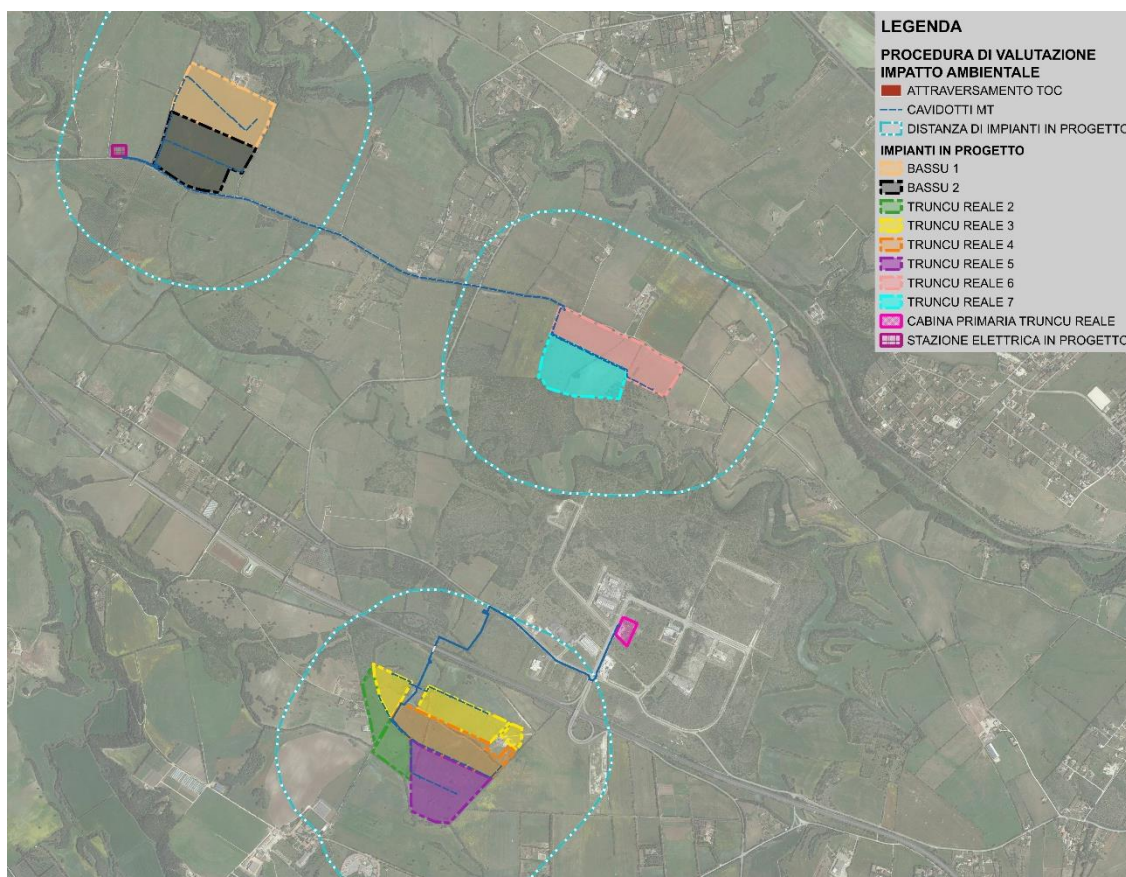 LEGENDA
PROCEDURA DI VALUTAZIONE
IMPATTO AMBIENTALE
ATTRAVERSAMENTO TOC
CAVIDOTTI MT
DISTANZA DI IMPIANTI IN PROGETTO
IMPIANTI IN PROGETTO
BASSU 1
BASSU 2
TRUNCU REALE 2
TRUNCU REALE 3
TRUNCU REALE 4
TRUNCU REALE 5
TRUNCU REALE 6
TRUNCU REALE 7
CABINA PRIMARIA TRUNCU REALE
STAZIONE ELETTRICA IN PROGETTO